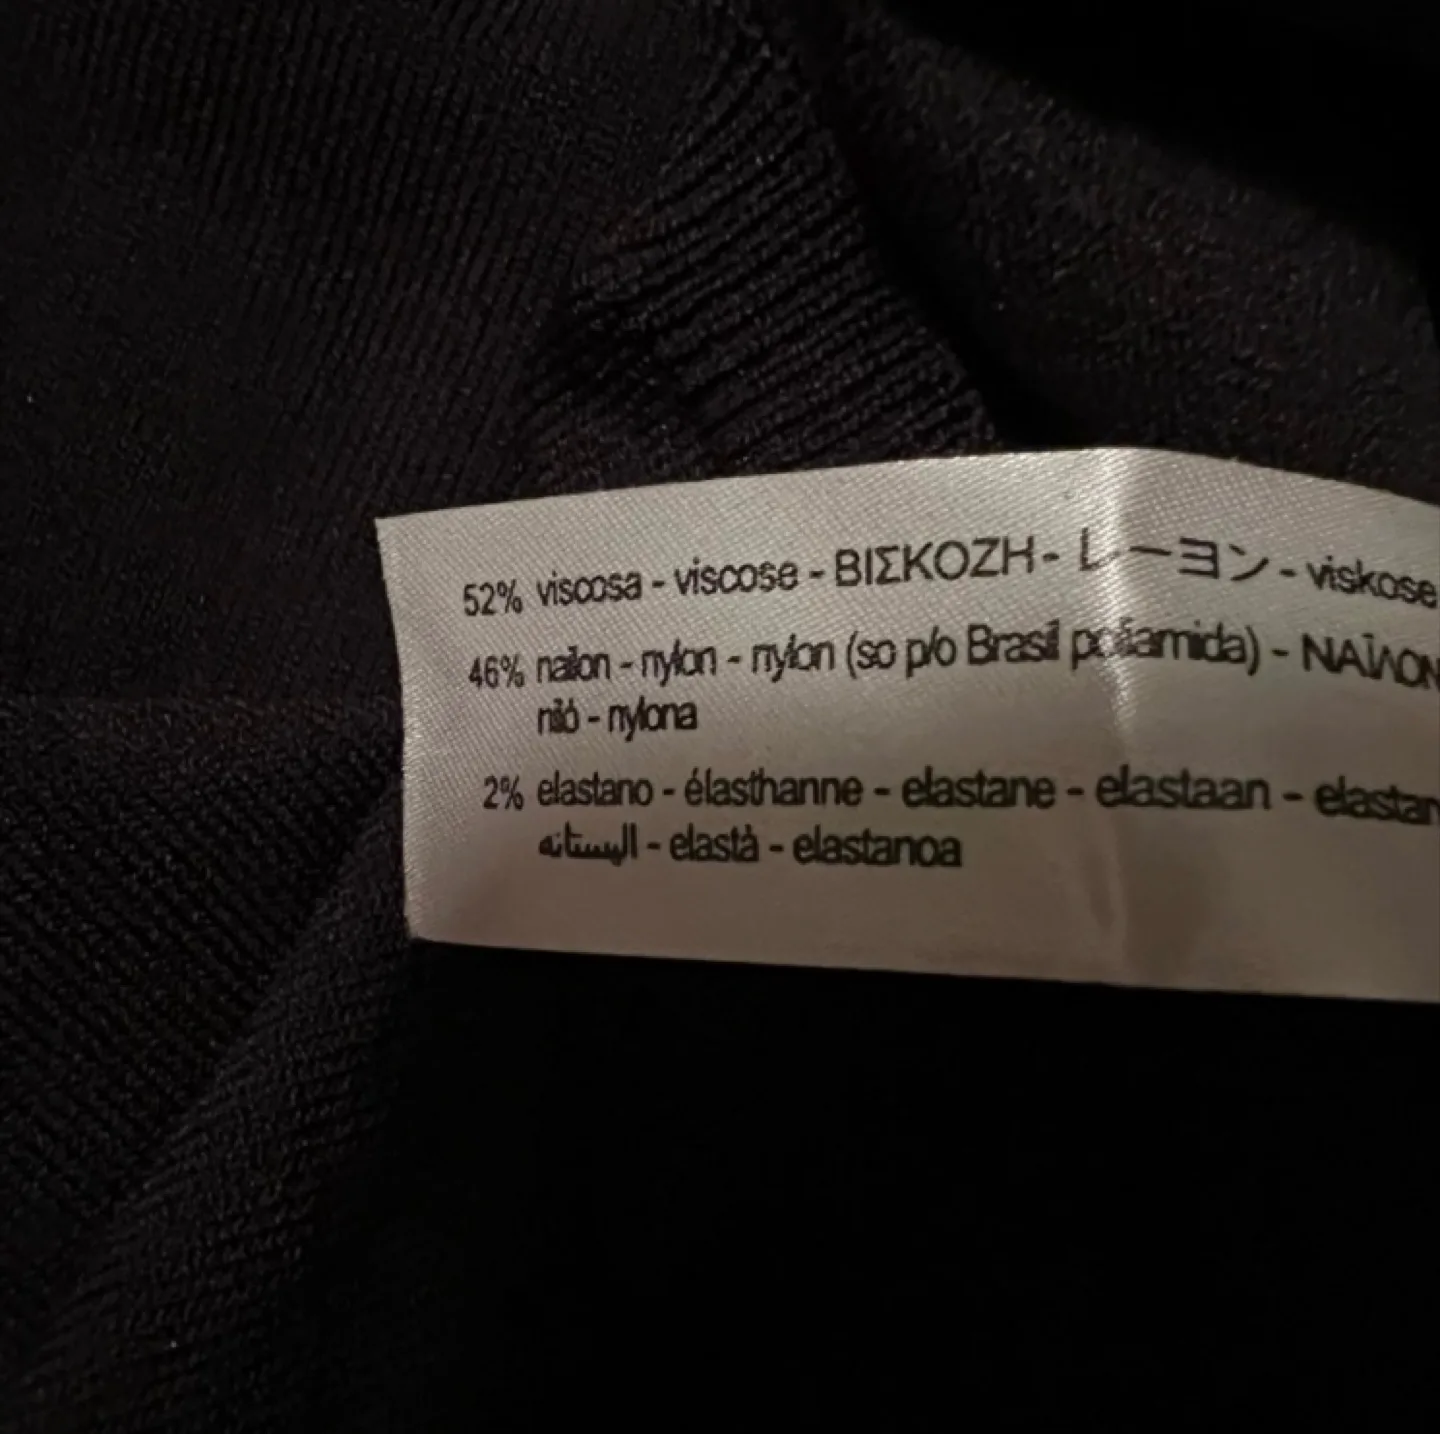 52% viscosa - viscose - ΒΙΣΚΟΖΗ - レーヨン - viskose
46% nailon - nylon - nylon (so p/o Brasil poliamida) - ΝΑΪΛΟΝ
niló - nylona
2% elastano - élasthanne - elastane - elastaan - elastan
اليستانه - elastà - elastanoa